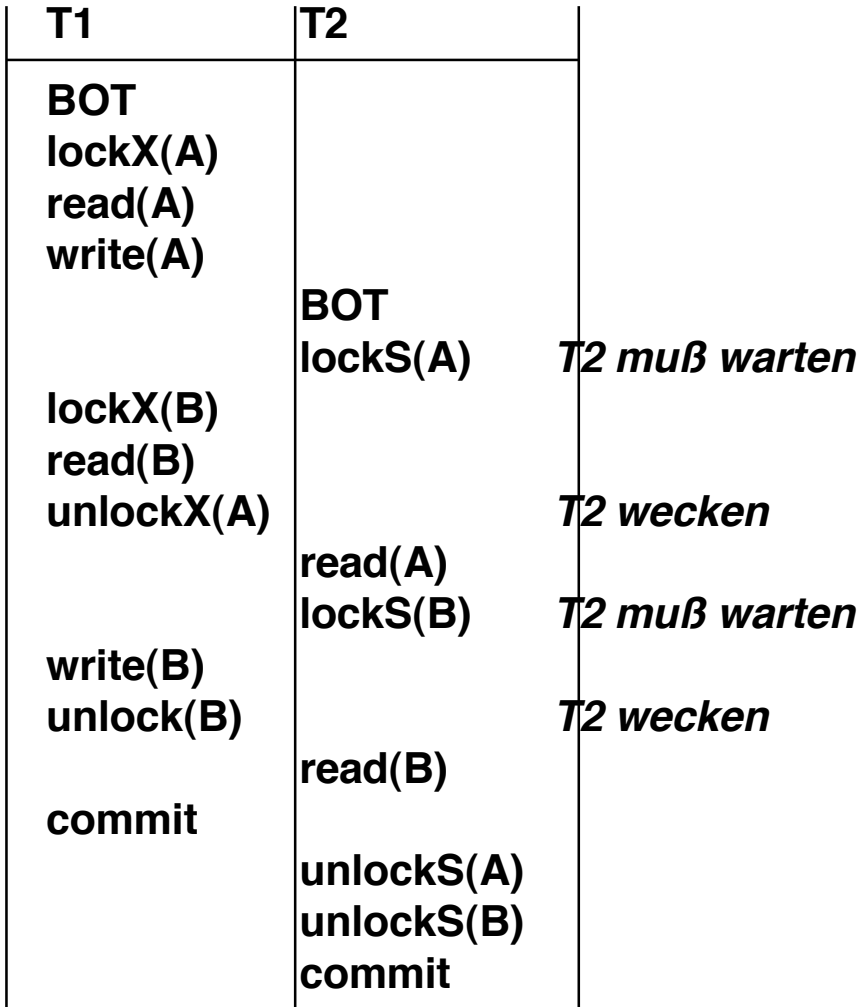 T1 T2
BOT
lockX(A)
read(A)
write(A)
BOT
lockS(A) T2 muß warten
lockX(B)
read(B)
unlockX(A) T2 wecken
read(A)
lockS(B) T2 muß warten
write(B)
unlock(B) T2 wecken
read(B)
commit
unlockS(A)
unlockS(B)
commit